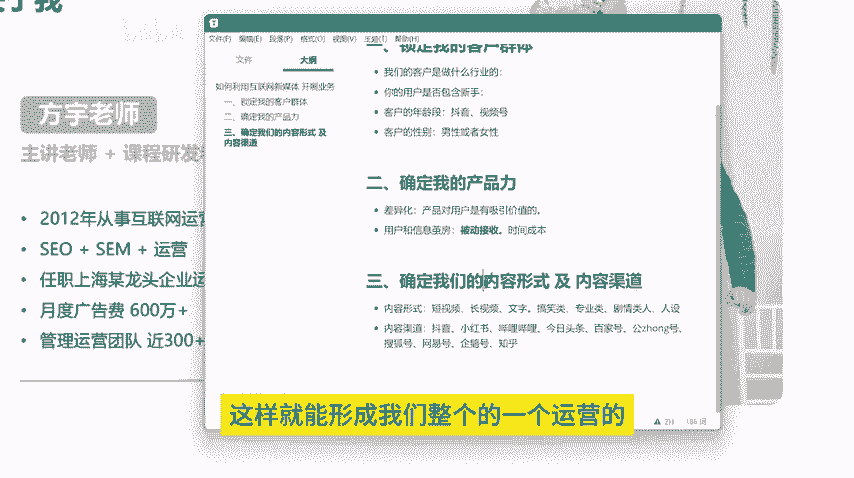 于我
方宇老师
主讲老师 + 课程研发
2012年从事互联网运营
SEO + SEM + 运营
任职上海某龙头企业运
月度广告费 600万+
管理运营团队 近300+
文件(F) 编辑(E) 段落(P) 格式(O) 视图(V) 主题(T) 帮助(H)
文件 大纲
如何利用互联网新媒体 开展业务
一、锁定我的客户群体
二、确定我的产品力
三、确定我们的内容形式 及
内容渠道
一、锁定我的客户群体
我们的客户是做什么行业的：
你的用户是否包含新手：
客户的年龄段：抖音、视频号
客户的性别：男性或者女性
二、确定我的产品力
差异化：产品对用户是有吸引价值的。
用户和信息茧房：被动接收。时间成本
三、确定我们的内容形式 及 内容渠道
内容形式：短视频、长视频、文字。搞笑类、专业类、剧情类人、人设
内容渠道：抖音、小红书、哔哩哔哩、今日头条、百家号、公zhong号、
搜狐号、网易号、企鹅号、知乎
186 词
这样就能形成我们整个的一个运营的